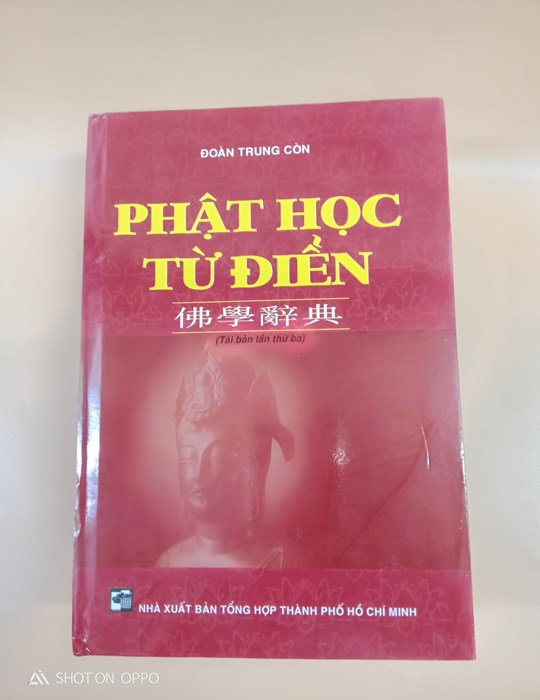 ĐOÀN TRUNG CÒN
PHẬT HỌC
TỪ ĐIỂN
佛學辭典
(Tái bản lần thứ ba)
NHÀ XUẤT BẢN TỔNG HỢP THÀNH PHỐ HỒ CHÍ MINH
SHOT ON OPPO